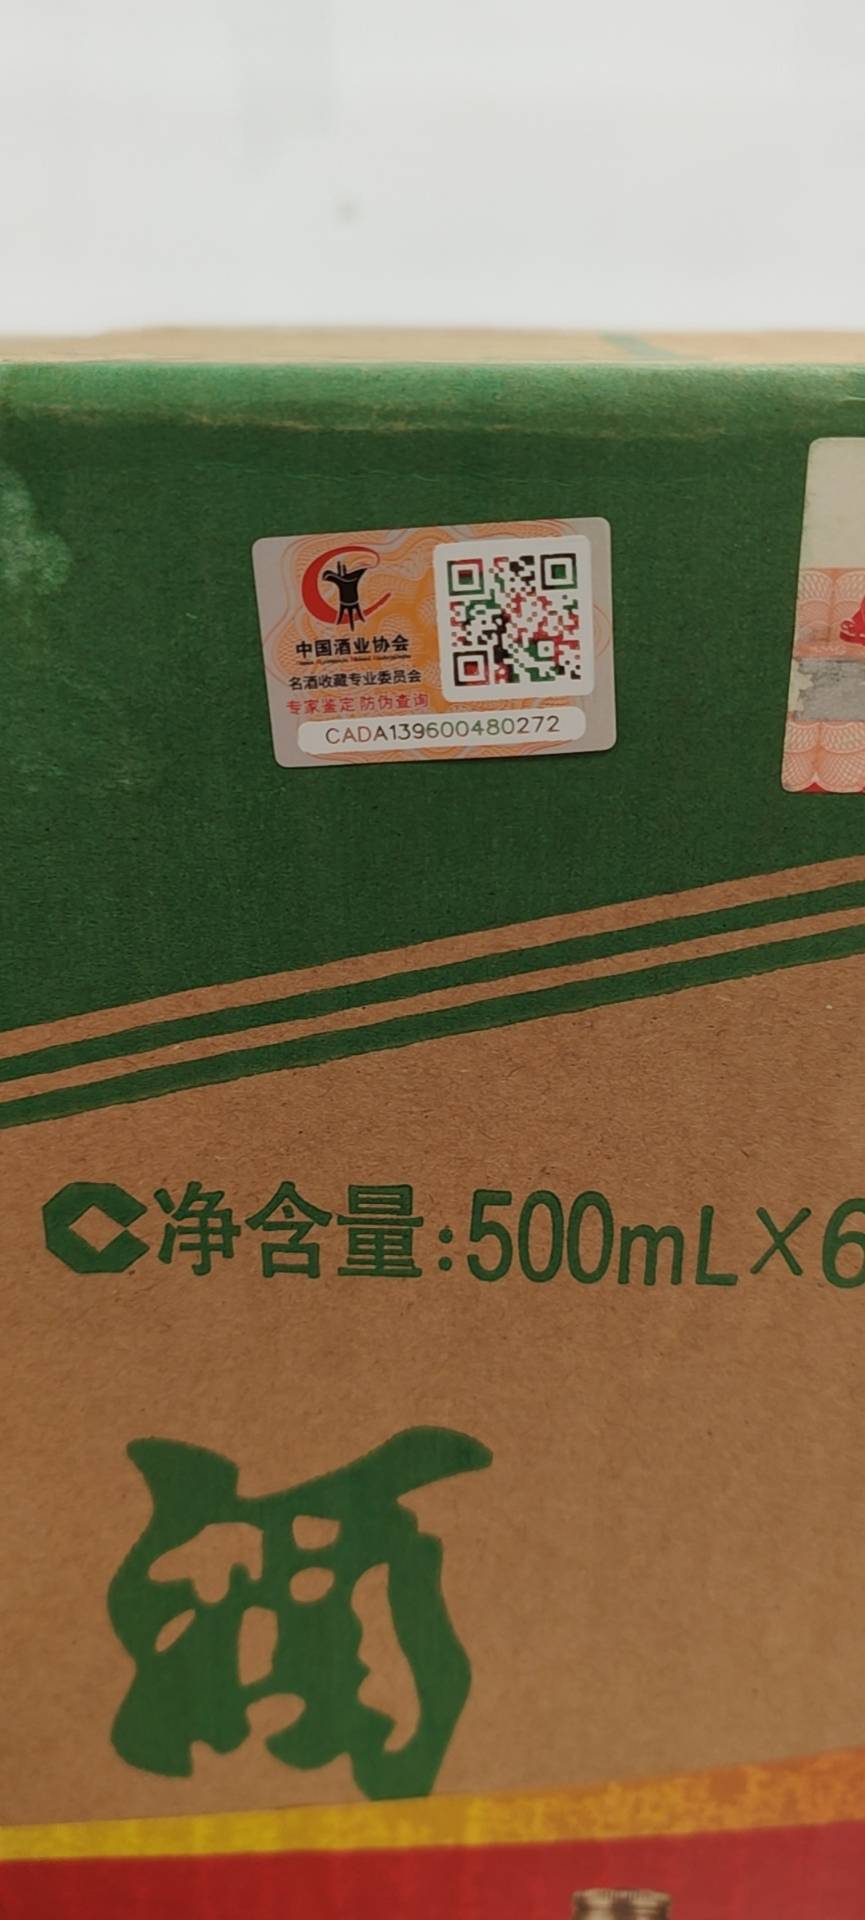 中国酒业协会
名酒收藏专业委员会
专家鉴定 防伪查询
CADA139600480272
净含量:500mL×6
酒